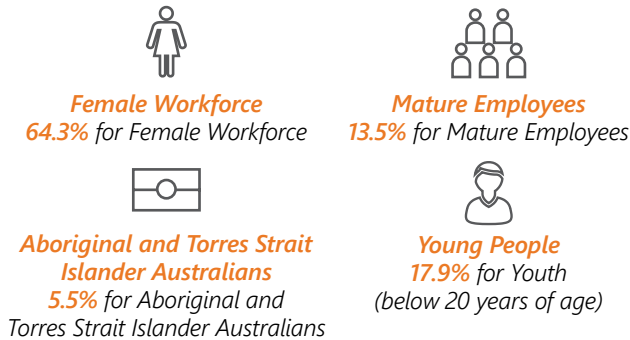 Female Workforce
64.3% for Female Workforce
Mature Employees
13.5% for Mature Employees
Aboriginal and Torres Strait
Islander Australians
5.5% for Aboriginal and
Torres Strait Islander Australians
Young People
17.9% for Youth
(below 20 years of age)